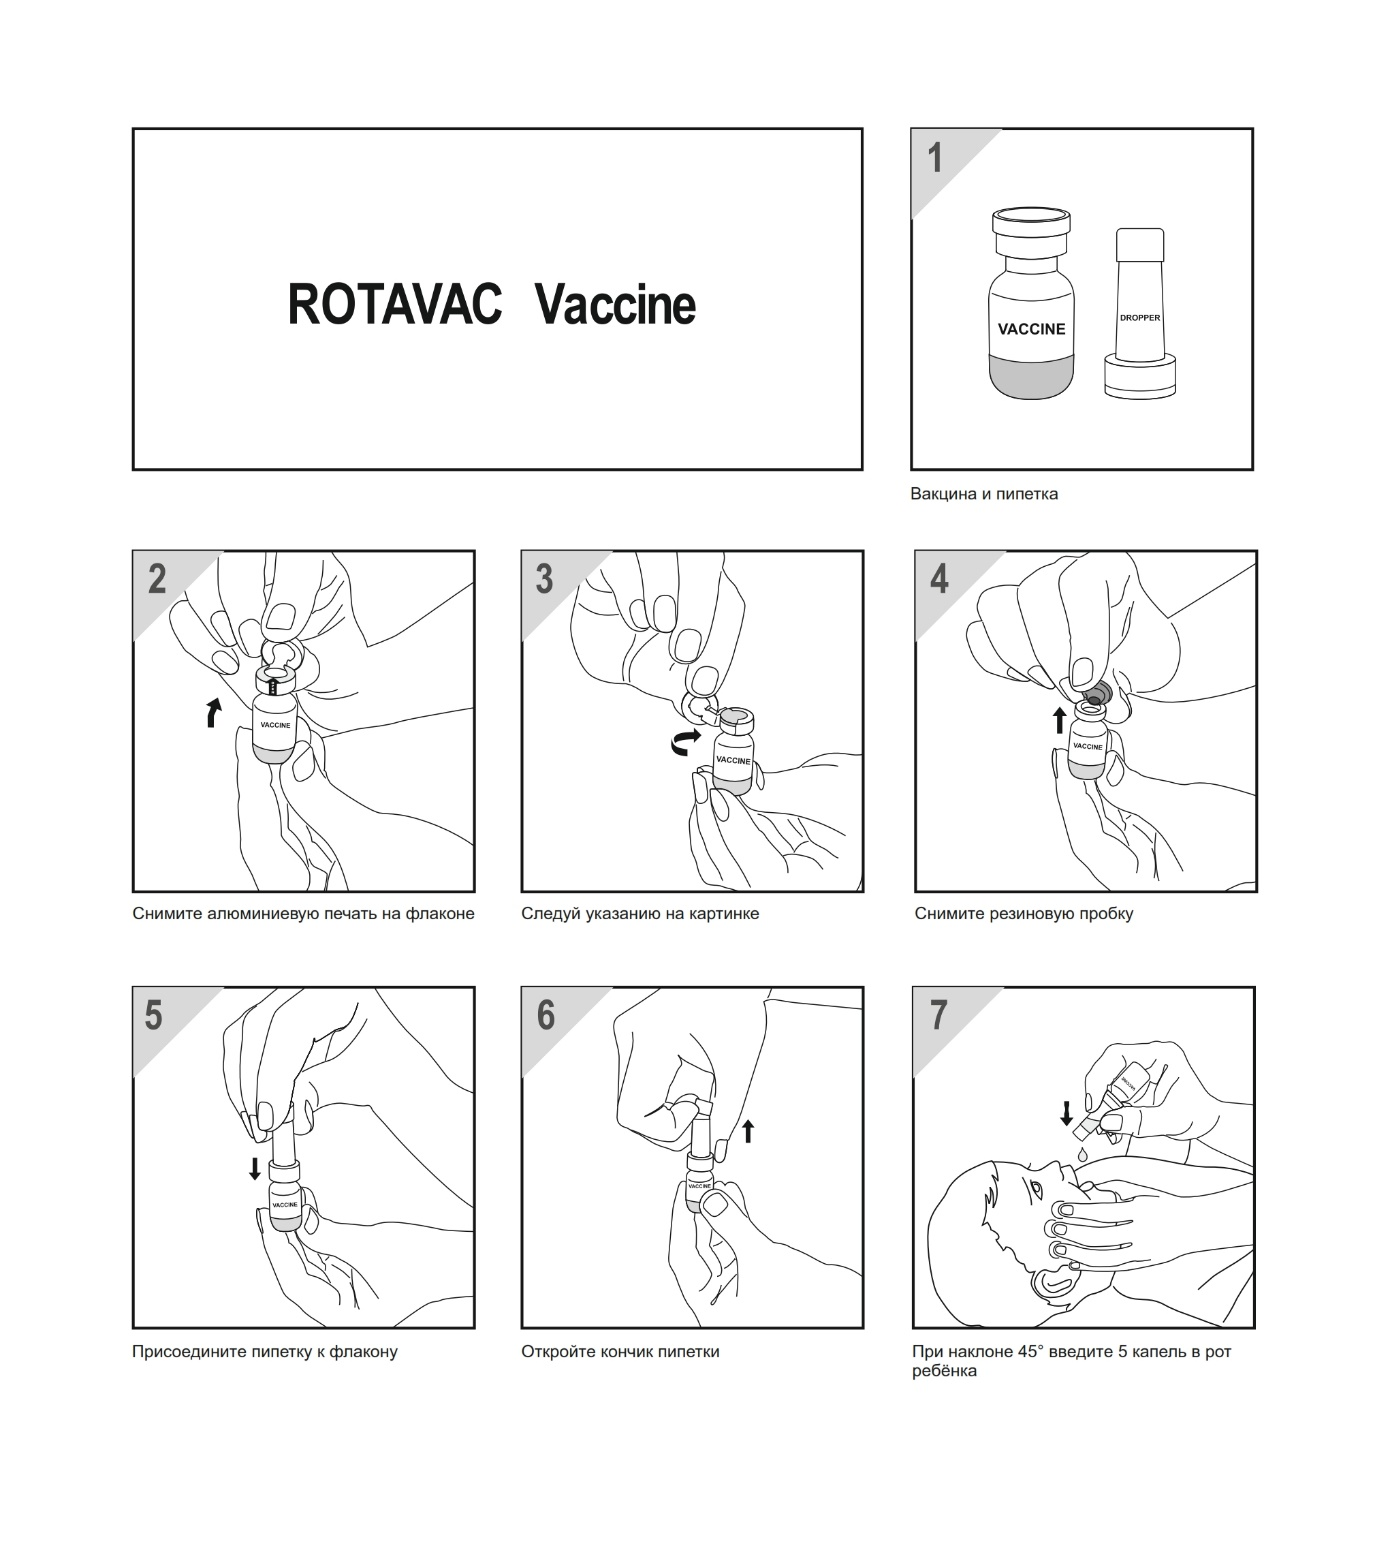 ROTAVAC Vaccine
1
VACCINE
DROPPER
Вакцина и пипетка
2
VACCINE
Снимите алюминиевую печать на флаконе
3
VACCINE
Следуй указанию на картинке
4
VACCINE
Снимите резиновую пробку
5
VACCINE
Присоедините пипетку к флакону
6
VACCINE
Откройте кончик пипетки
7
VACCINE
При наклоне 45° введите 5 капель в рот
ребёнка